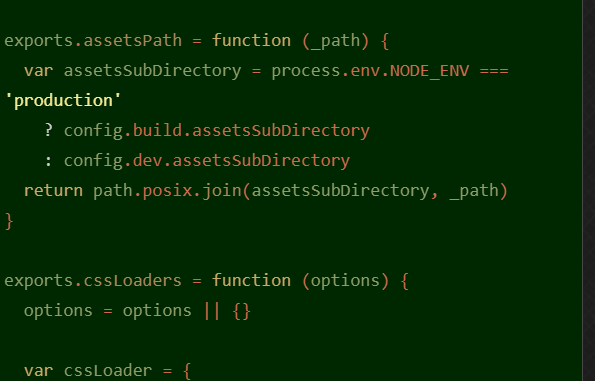 exports.assetsPath = function (_path) {
  var assetsSubDirectory = process.env.NODE_ENV ===
'production'
    ? config.build.assetsSubDirectory
    : config.dev.assetsSubDirectory
  return path.posix.join(assetsSubDirectory, _path)
}

exports.cssLoaders = function (options) {
  options = options || {}

  var cssLoader = {